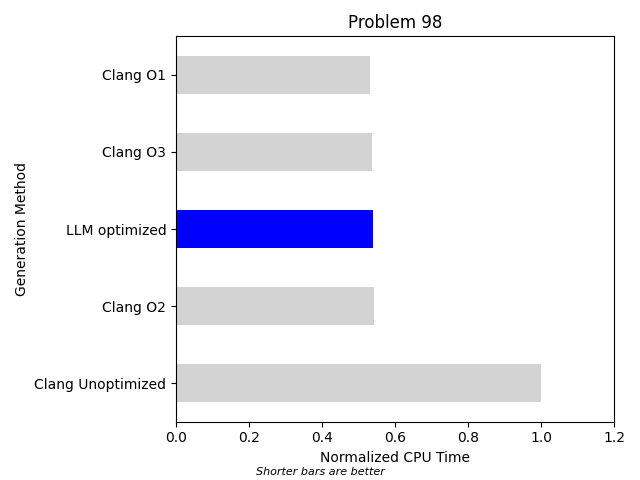 Problem 98
Generation Method
Clang O1
Clang O3
LLM optimized
Clang O2
Clang Unoptimized
0.0 0.2 0.4 0.6 0.8 1.0 1.2
Normalized CPU Time
Shorter bars are better